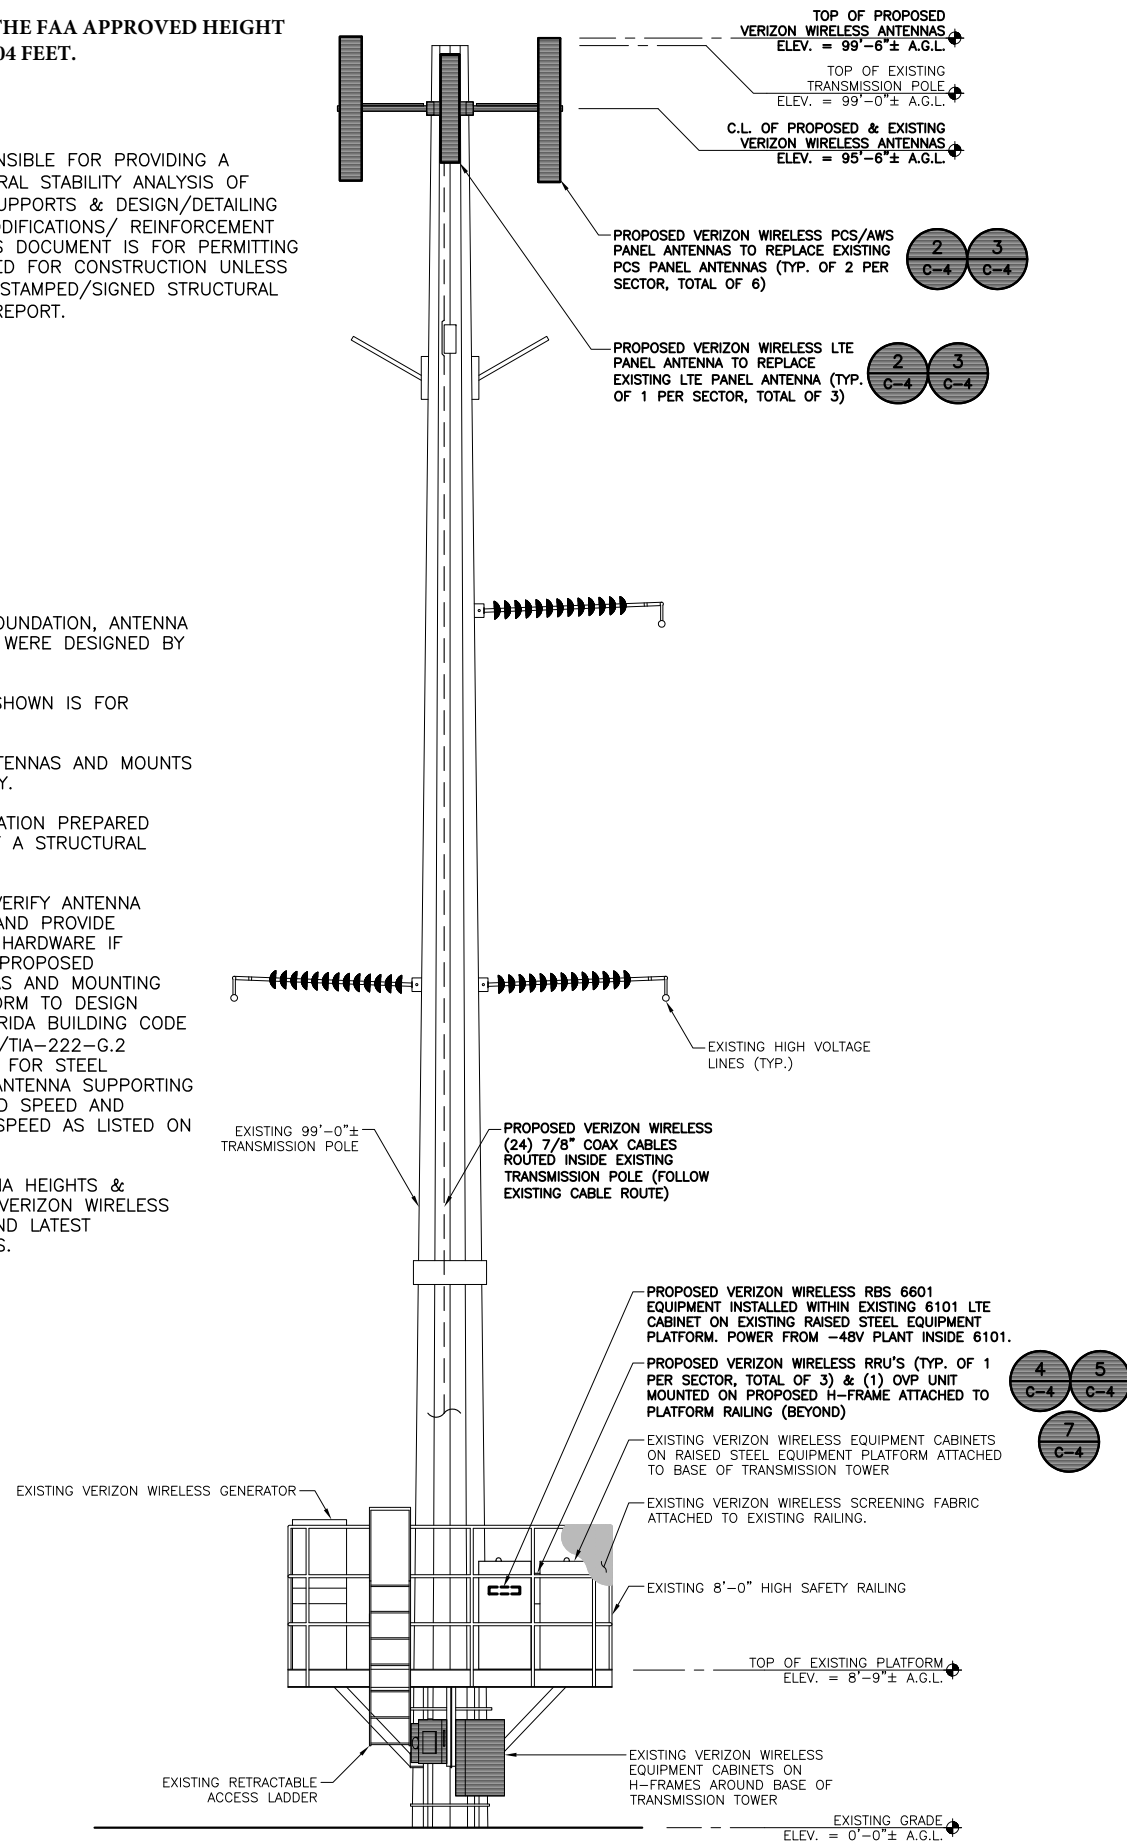 THE FAA APPROVED HEIGHT
04 FEET.
NSIBLE FOR PROVIDING A
RAL STABILITY ANALYSIS OF
UPPORTS & DESIGN/DETAILING
ODIFICATIONS/ REINFORCEMENT
S DOCUMENT IS FOR PERMITTING
ED FOR CONSTRUCTION UNLESS
STAMPED/SIGNED STRUCTURAL
REPORT.
OUNDATION, ANTENNA
WERE DESIGNED BY
SHOWN IS FOR
TENNAS AND MOUNTS
Y.
ATION PREPARED
A STRUCTURAL
VERIFY ANTENNA
AND PROVIDE
HARDWARE IF
PROPOSED
AS AND MOUNTING
ORM TO DESIGN
RIDA BUILDING CODE
/TIA-222-G.2
FOR STEEL
ANTENNA SUPPORTING
D SPEED AND
SPEED AS LISTED ON
NA HEIGHTS &
VERIZON WIRELESS
ND LATEST
S.
TOP OF PROPOSED
VERIZON WIRELESS ANTENNAS
ELEV. = 99'-6"± A.G.L.
TOP OF EXISTING
TRANSMISSION POLE
ELEV. = 99'-0"± A.G.L.
C.L. OF PROPOSED & EXISTING
VERIZON WIRELESS ANTENNAS
ELEV. = 95'-6"± A.G.L.
PROPOSED VERIZON WIRELESS PCS/AWS
PANEL ANTENNAS TO REPLACE EXISTING
PCS PANEL ANTENNAS (TYP. OF 2 PER
SECTOR, TOTAL OF 6)
2
C-4
3
C-4
PROPOSED VERIZON WIRELESS LTE
PANEL ANTENNA TO REPLACE
EXISTING LTE PANEL ANTENNA (TYP.
OF 1 PER SECTOR, TOTAL OF 3)
2
C-4
3
C-4
EXISTING HIGH VOLTAGE
LINES (TYP.)
EXISTING 99'-0"±
TRANSMISSION POLE
PROPOSED VERIZON WIRELESS
(24) 7/8" COAX CABLES
ROUTED INSIDE EXISTING
TRANSMISSION POLE (FOLLOW
EXISTING CABLE ROUTE)
PROPOSED VERIZON WIRELESS RBS 6601
EQUIPMENT INSTALLED WITHIN EXISTING 6101 LTE
CABINET ON EXISTING RAISED STEEL EQUIPMENT
PLATFORM. POWER FROM -48V PLANT INSIDE 6101.
PROPOSED VERIZON WIRELESS RRU'S (TYP. OF 1
PER SECTOR, TOTAL OF 3) & (1) OVP UNIT
MOUNTED ON PROPOSED H-FRAME ATTACHED TO
PLATFORM RAILING (BEYOND)
4
C-4
5
C-4
7
C-4
EXISTING VERIZON WIRELESS EQUIPMENT CABINETS
ON RAISED STEEL EQUIPMENT PLATFORM ATTACHED
TO BASE OF TRANSMISSION TOWER
EXISTING VERIZON WIRELESS GENERATOR
EXISTING VERIZON WIRELESS SCREENING FABRIC
ATTACHED TO EXISTING RAILING.
EXISTING 8'-0" HIGH SAFETY RAILING
TOP OF EXISTING PLATFORM
ELEV. = 8'-9"± A.G.L.
EXISTING RETRACTABLE
ACCESS LADDER
EXISTING VERIZON WIRELESS
EQUIPMENT CABINETS ON
H-FRAMES AROUND BASE OF
TRANSMISSION TOWER
EXISTING GRADE
ELEV. = 0'-0"± A.G.L.